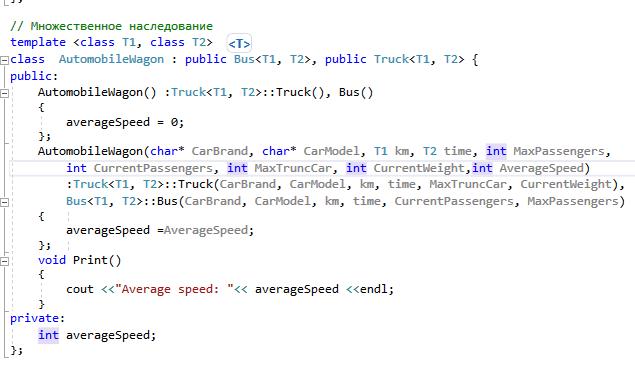 };
// Множественное наследование
template <class T1, class T2> <T>
class AutomobileWagon : public Bus<T1, T2>, public Truck<T1, T2> {
public:
AutomobileWagon() :Truck<T1, T2>::Truck(), Bus()
{
averageSpeed = 0;
};
AutomobileWagon(char* CarBrand, char* CarModel, T1 km, T2 time, int MaxPassengers,
int CurrentPassengers, int MaxTruncCar, int CurrentWeight,int AverageSpeed)
:Truck<T1, T2>::Truck(CarBrand, CarModel, km, time, MaxTruncCar, CurrentWeight),
Bus<T1, T2>::Bus(CarBrand, CarModel, km, time, CurrentPassengers, MaxPassengers)
{
averageSpeed =AverageSpeed;
};
void Print()
{
cout <<"Average speed: "<< averageSpeed <<endl;
}
private:
int averageSpeed;
};